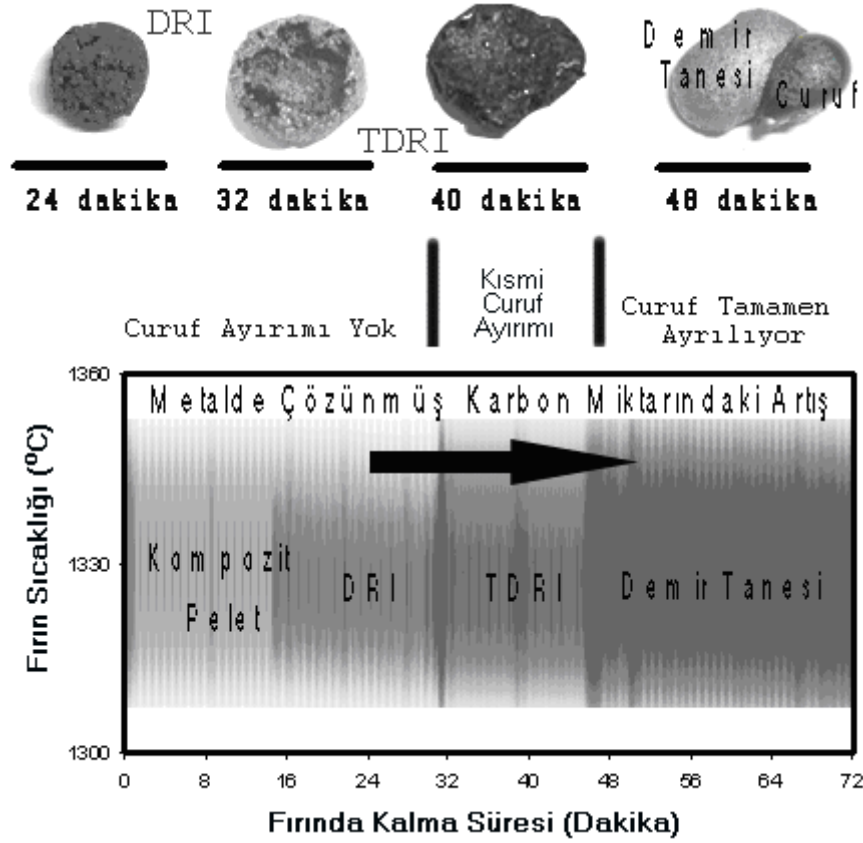 DRI
TDRI
Demir
Tanesi
Curuf
24 dakika
32 dakika
40 dakika
48 dakika
Curuf Ayırımı Yok
Kısmi
Curuf
Ayırımı
Curuf Tamamen
Ayrılıyor
Metalde Çözünmüş Karbon Miktarındaki Artış
Kompozit
Pelet
DRI
TDRI
Demir Tanesi
Fırın Sıcaklığı (ºC)
1360
1330
1300
0 8 16 24 32 40 48 56 64 72
Fırında Kalma Süresi (Dakika)